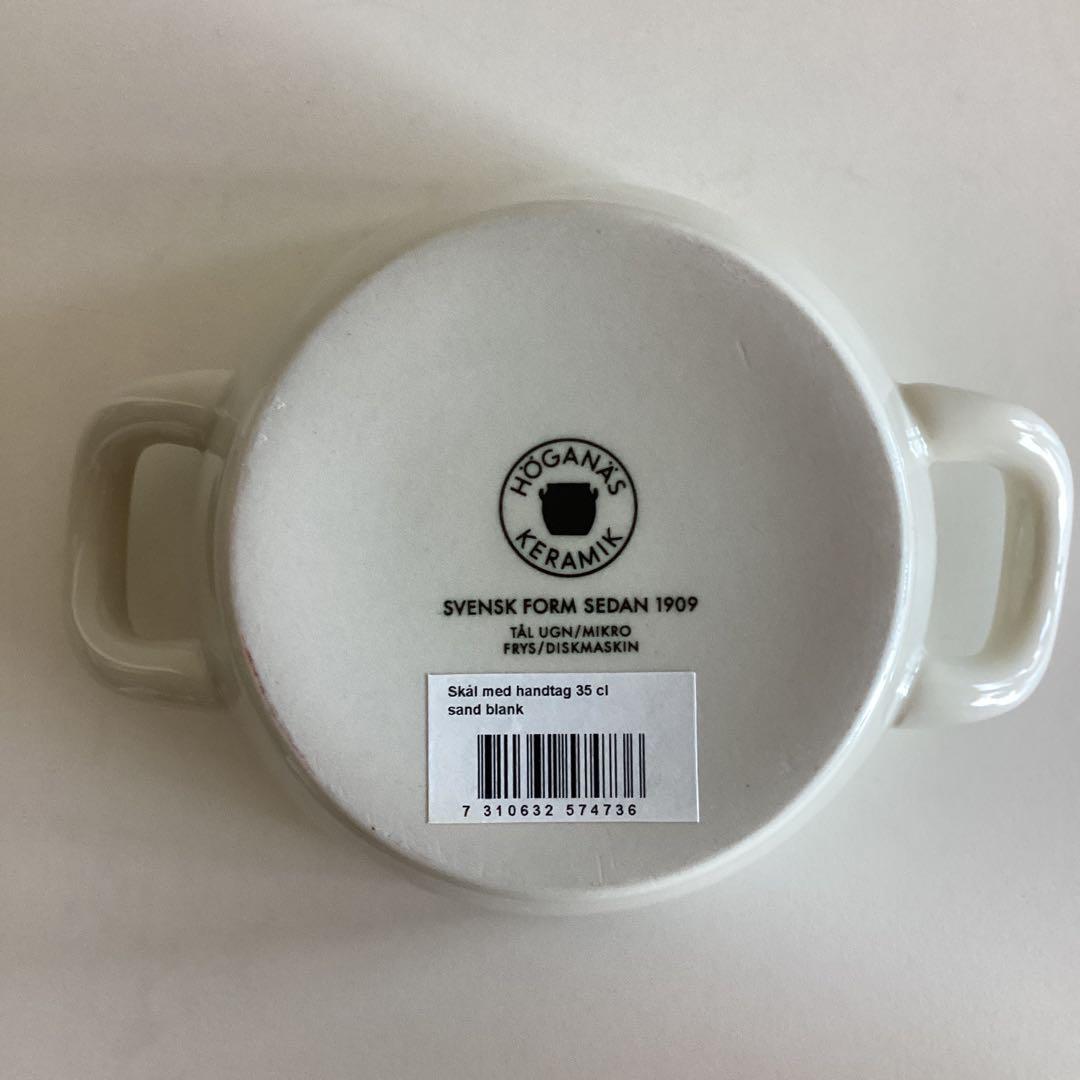 HÖGANÄS
KERAMIK
SVENSK FORM SEDAN 1909
TÅL UGN/MIKRO
FRYS/DISKMASKIN
Skål med handtag 35 cl
sand blank
7 310632 574736